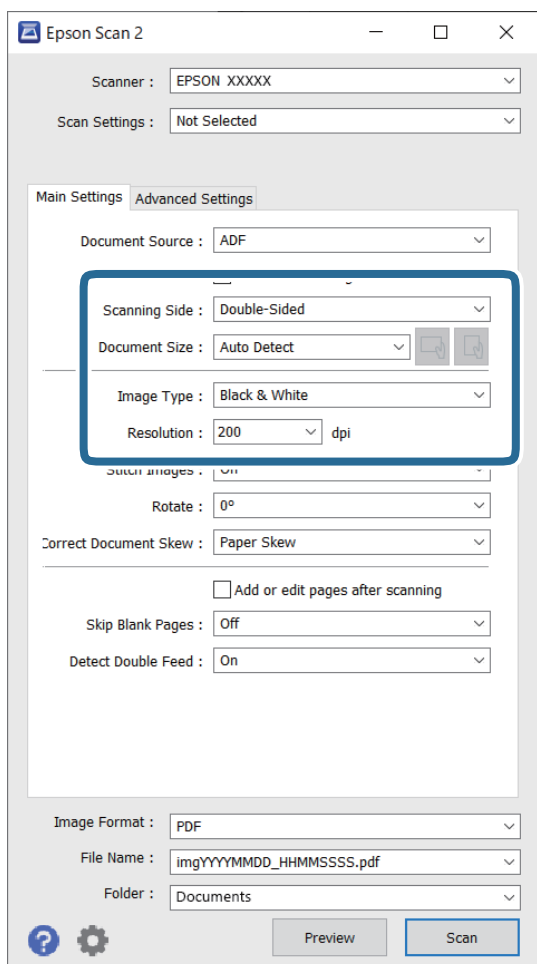 Epson Scan 2
Scanner : EPSON XXXXX
Scan Settings : Not Selected
Main Settings Advanced Settings
Document Source : ADF
Scanning Side : Double-Sided
Document Size : Auto Detect
Image Type : Black & White
Resolution : 200 dpi
Stitch Images : Off
Rotate : 0°
Correct Document Skew : Paper Skew
Add or edit pages after scanning
Skip Blank Pages : Off
Detect Double Feed : On
Image Format : PDF
File Name : imgYYYYMMDD_HHMMSSSS.pdf
Folder : Documents
? Preview Scan